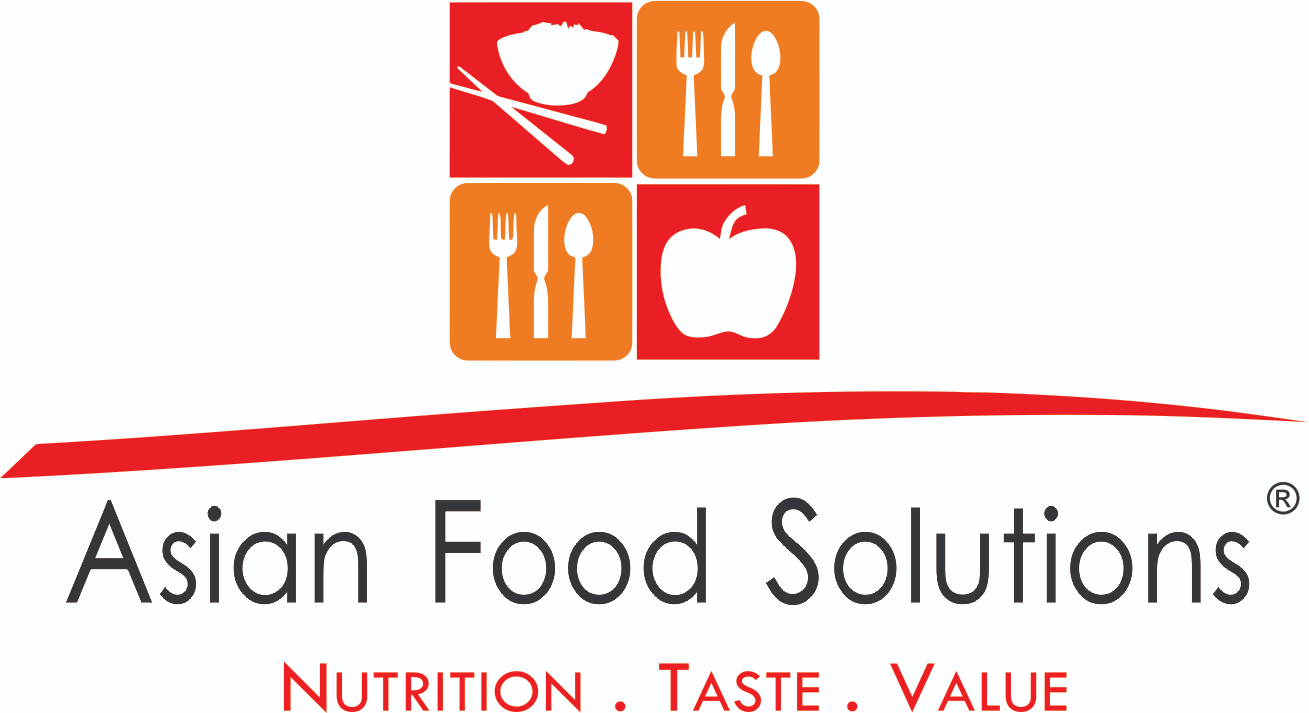 Asian Food Solutions®
Nutrition . Taste . Value